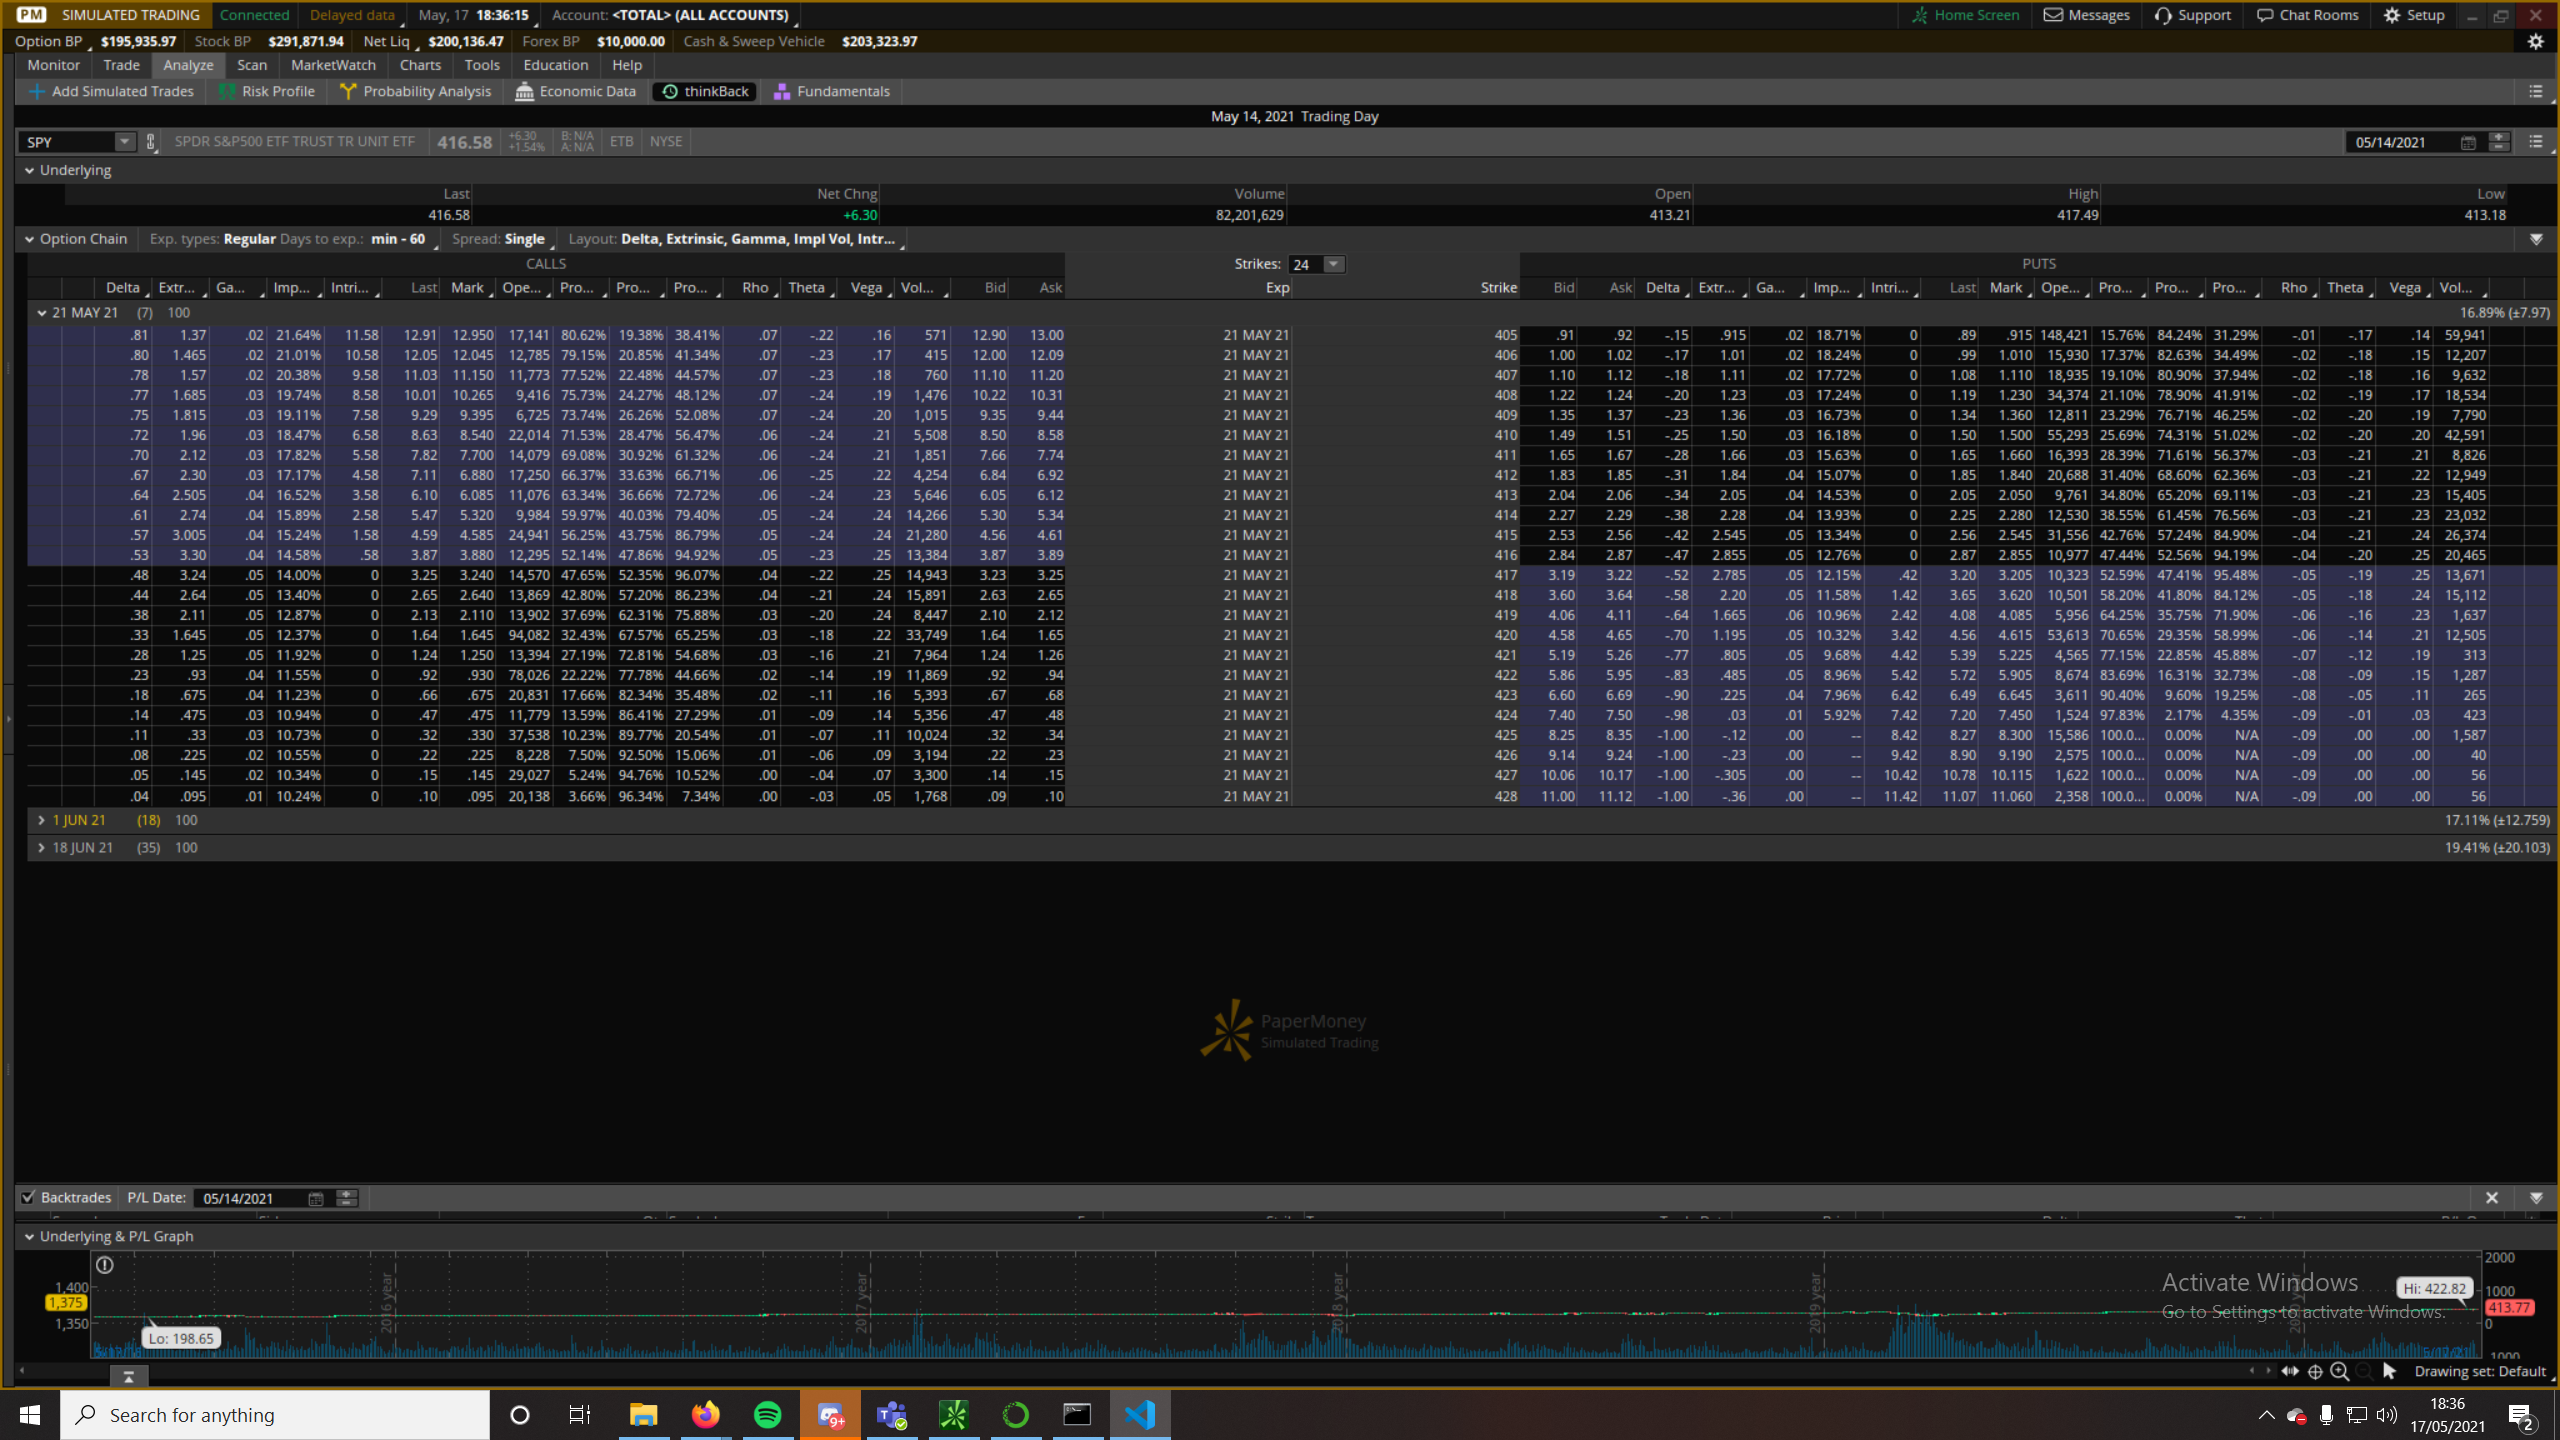 PM SIMULATED TRADING Connected Delayed data May, 17 18:36:15 Account: <TOTAL> (ALL ACCOUNTS) Home Screen Messages Support Chat Rooms Setup
Option BP $195,935.97 Stock BP $291,871.94 Net Liq $200,136.47 Forex BP $10,000.00 Cash & Sweep Vehicle $203,323.97
Monitor Trade Analyze Scan MarketWatch Charts Tools Education Help
Add Simulated Trades Risk Profile Probability Analysis Economic Data thinkBack Fundamentals
May 14, 2021 Trading Day
SPY SPDR S&P500 ETF TRUST TR UNIT ETF 416.58 +6.30 +1.54% B: N/A A: N/A ETB NYSE 05/14/2021
Underlying
Last Net Chng Volume Open High Low
416.58 +6.30 82,201,629 413.21 417.49 413.18
Option Chain Exp. types: Regular Days to exp.: min - 60 Spread: Single Layout: Delta, Extrinsic, Gamma, Impl Vol, Intr...
CALLS Strikes: 24 PUTS
Delta Extr... Ga... Imp... Intri... Last Mark Ope... Pro... Pro... Pro... Rho Theta Vega Vol... Bid Ask Exp Strike Bid Ask Delta Extr... Ga... Imp... Intri... Last Mark Ope... Pro... Pro... Pro... Rho Theta Vega Vol...
21 MAY 21 (7) 100 16.89% (±7.97)
.81 1.37 .02 21.64% 11.58 12.91 12.950 17,141 80.62% 19.38% 38.41% .07 -.22 .16 571 12.90 13.00 21 MAY 21 405 .91 .92 -.15 .915 .02 18.71% 0 .89 .915 148,421 15.76% 84.24% 31.29% -.01 -.17 .14 59,941
.80 1.465 .02 21.01% 10.58 12.05 12.045 12,785 79.15% 20.85% 41.34% .07 -.23 .17 415 12.00 12.09 21 MAY 21 406 1.00 1.02 -.17 1.01 .02 18.24% 0 .99 1.010 15,930 17.37% 82.63% 34.49% -.02 -.18 .15 12,207
.78 1.57 .02 20.38% 9.58 11.03 11.150 11,773 77.52% 22.48% 44.57% .07 -.23 .18 760 11.10 11.20 21 MAY 21 407 1.10 1.12 -.18 1.11 .02 17.72% 0 1.08 1.110 18,935 19.10% 80.90% 37.94% -.02 -.18 .16 9,632
.77 1.685 .03 19.74% 8.58 10.01 10.265 9,416 75.73% 24.27% 48.12% .07 -.24 .19 1,476 10.22 10.31 21 MAY 21 408 1.22 1.24 -.20 1.23 .03 17.24% 0 1.19 1.230 34,374 21.10% 78.90% 41.91% -.02 -.19 .17 18,534
.75 1.815 .03 19.11% 7.58 9.29 9.395 6,725 73.74% 26.26% 52.08% .07 -.24 .20 1,015 9.35 9.44 21 MAY 21 409 1.35 1.37 -.23 1.36 .03 16.73% 0 1.34 1.360 12,811 23.29% 76.71% 46.25% -.02 -.20 .19 7,790
.72 1.96 .03 18.47% 6.58 8.63 8.540 22,014 71.53% 28.47% 56.47% .06 -.24 .21 5,508 8.50 8.58 21 MAY 21 410 1.49 1.51 -.25 1.50 .03 16.18% 0 1.50 1.500 55,293 25.69% 74.31% 51.02% -.02 -.20 .20 42,591
.70 2.12 .03 17.82% 5.58 7.82 7.700 14,079 69.08% 30.92% 61.32% .06 -.24 .21 1,851 7.66 7.74 21 MAY 21 411 1.65 1.67 -.28 1.66 .03 15.63% 0 1.65 1.660 16,393 28.39% 71.61% 56.37% -.03 -.21 .21 8,826
.67 2.30 .03 17.17% 4.58 7.11 6.880 17,250 66.37% 33.63% 66.71% .06 -.25 .22 4,254 6.84 6.92 21 MAY 21 412 1.83 1.85 -.31 1.84 .04 15.07% 0 1.85 1.840 20,688 31.40% 68.60% 62.36% -.03 -.21 .22 12,949
.64 2.505 .04 16.52% 3.58 6.10 6.085 11,076 63.34% 36.66% 72.72% .06 -.24 .23 5,646 6.05 6.12 21 MAY 21 413 2.04 2.06 -.34 2.05 .04 14.53% 0 2.05 2.050 9,761 34.80% 65.20% 69.11% -.03 -.21 .23 15,405
.61 2.74 .04 15.89% 2.58 5.47 5.320 9,984 59.97% 40.03% 79.40% .05 -.24 .24 14,266 5.30 5.34 21 MAY 21 414 2.27 2.29 -.38 2.28 .04 13.93% 0 2.25 2.280 12,530 38.55% 61.45% 76.56% -.03 -.21 .23 23,032
.57 3.005 .04 15.24% 1.58 4.59 4.585 24,941 56.25% 43.75% 86.79% .05 -.24 .24 21,280 4.56 4.61 21 MAY 21 415 2.53 2.56 -.42 2.545 .05 13.34% 0 2.56 2.545 31,556 42.76% 57.24% 84.90% -.04 -.21 .24 26,374
.53 3.30 .04 14.58% .58 3.87 3.880 12,295 52.14% 47.86% 94.92% .05 -.23 .25 13,384 3.87 3.89 21 MAY 21 416 2.84 2.87 -.47 2.855 .05 12.76% 0 2.87 2.855 10,977 47.44% 52.56% 94.19% -.04 -.20 .25 20,465
.48 3.24 .05 14.00% 0 3.25 3.240 14,570 47.65% 52.35% 96.07% .04 -.22 .25 14,943 3.23 3.25 21 MAY 21 417 3.19 3.22 -.52 2.785 .05 12.15% .42 3.20 3.205 10,323 52.59% 47.41% 95.48% -.05 -.19 .25 13,671
.44 2.64 .05 13.40% 0 2.65 2.640 13,869 42.80% 57.20% 86.23% .04 -.21 .24 15,891 2.63 2.65 21 MAY 21 418 3.60 3.64 -.58 2.20 .05 11.58% 1.42 3.65 3.620 10,501 58.20% 41.80% 84.12% -.05 -.18 .24 15,112
.38 2.11 .05 12.87% 0 2.13 2.110 13,902 37.69% 62.31% 75.88% .03 -.20 .24 8,447 2.10 2.12 21 MAY 21 419 4.06 4.11 -.64 1.665 .06 10.96% 2.42 4.08 4.085 5,956 64.25% 35.75% 71.90% -.06 -.16 .23 1,637
.33 1.645 .05 12.37% 0 1.64 1.645 94,082 32.43% 67.57% 65.25% .03 -.18 .22 33,749 1.64 1.65 21 MAY 21 420 4.58 4.65 -.70 1.195 .05 10.32% 3.42 4.56 4.615 53,613 70.65% 29.35% 58.99% -.06 -.14 .21 12,505
.28 1.25 .05 11.92% 0 1.24 1.250 13,394 27.19% 72.81% 54.68% .03 -.16 .21 7,964 1.24 1.26 21 MAY 21 421 5.19 5.26 -.77 .805 .05 9.68% 4.42 5.39 5.225 4,565 77.15% 22.85% 45.88% -.07 -.12 .19 313
.23 .93 .04 11.55% 0 .92 .930 78,026 22.22% 77.78% 44.66% .02 -.14 .19 11,869 .92 .94 21 MAY 21 422 5.86 5.95 -.83 .485 .05 8.96% 5.42 5.72 5.905 8,674 83.69% 16.31% 32.73% -.08 -.09 .15 1,287
.18 .675 .04 11.23% 0 .66 .675 20,831 17.66% 82.34% 35.48% .02 -.11 .16 5,393 .67 .68 21 MAY 21 423 6.60 6.69 -.90 .225 .04 7.96% 6.42 6.49 6.645 3,611 90.40% 9.60% 19.25% -.08 -.05 .11 265
.14 .475 .03 10.94% 0 .47 .475 11,779 13.59% 86.41% 27.29% .01 -.09 .14 5,356 .47 .48 21 MAY 21 424 7.40 7.50 -.98 .03 .01 5.92% 7.42 7.20 7.450 1,524 97.83% 2.17% 4.35% -.09 -.01 .03 423
.11 .33 .03 10.73% 0 .32 .330 37,538 10.23% 89.77% 20.54% .01 -.07 .11 10,024 .32 .34 21 MAY 21 425 8.25 8.35 -1.00 -.12 .00 -- 8.42 8.27 8.300 15,586 100.0... 0.00% N/A -.09 .00 .00 1,587
.08 .225 .02 10.55% 0 .22 .225 8,228 7.50% 92.50% 15.06% .01 -.06 .09 3,194 .22 .23 21 MAY 21 426 9.14 9.24 -1.00 -.23 .00 -- 9.42 8.90 9.190 2,575 100.0... 0.00% N/A -.09 .00 .00 40
.05 .145 .02 10.34% 0 .15 .145 29,027 5.24% 94.76% 10.52% .00 -.04 .07 3,300 .14 .15 21 MAY 21 427 10.06 10.17 -1.00 -.305 .00 -- 10.42 10.78 10.115 1,622 100.0... 0.00% N/A -.09 .00 .00 56
.04 .095 .01 10.24% 0 .10 .095 20,138 3.66% 96.34% 7.34% .00 -.03 .05 1,768 .09 .10 21 MAY 21 428 11.00 11.12 -1.00 -.36 .00 -- 11.42 11.07 11.060 2,358 100.0... 0.00% N/A -.09 .00 .00 56
1 JUN 21 (18) 100 17.11% (±12.759)
18 JUN 21 (35) 100 19.41% (±20.103)
PaperMoney
Simulated Trading
Backtrades P/L Date: 05/14/2021
Underlying & P/L Graph
1,400 1,375 1,350
2016 year 2017 year 2018 year 2019 year
Lo: 198.65 Hi: 422.82
2000 1000 413.77 0
Activate Windows
Go to Settings to activate Windows.
Drawing set: Default
Search for anything 9+ 18:36
17/05/2021 2